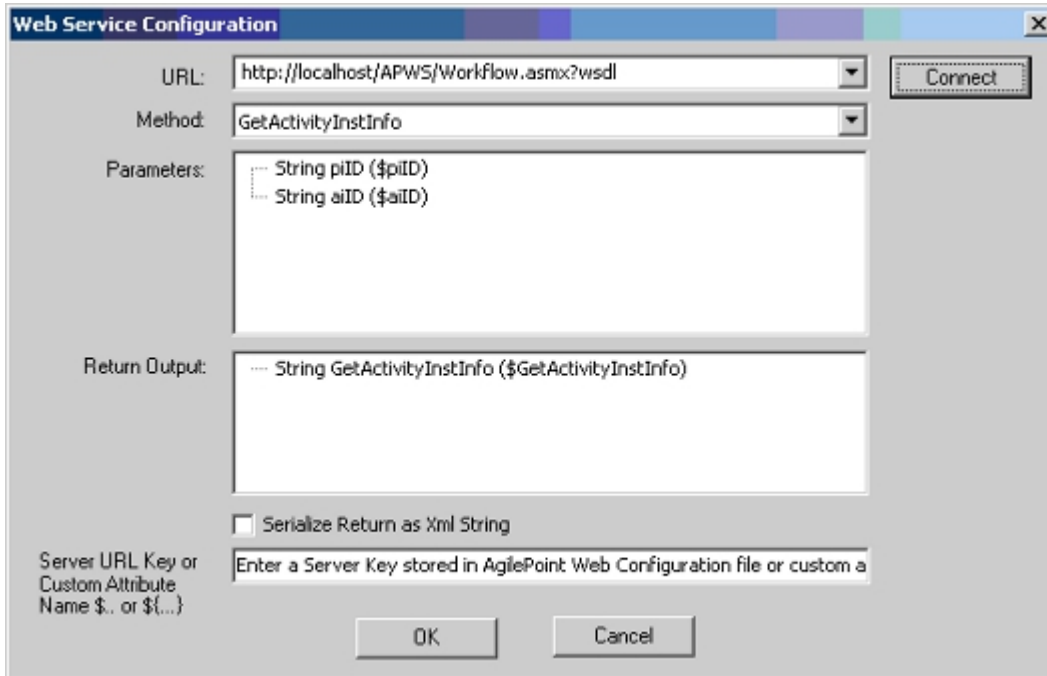 Web Service Configuration
URL:
http://localhost/APWS/Workflow.asmx?wsdl
Connect
Method:
GetActivityInstInfo
Parameters:
String piID ($piID)
String aiID ($aiID)
Return Output:
String GetActivityInstInfo ($GetActivityInstInfo)
Serialize Return as Xml String
Server URL Key or
Custom Attribute
Name $.. or ${...}
Enter a Server Key stored in AgilePoint Web Configuration file or custom a
OK
Cancel